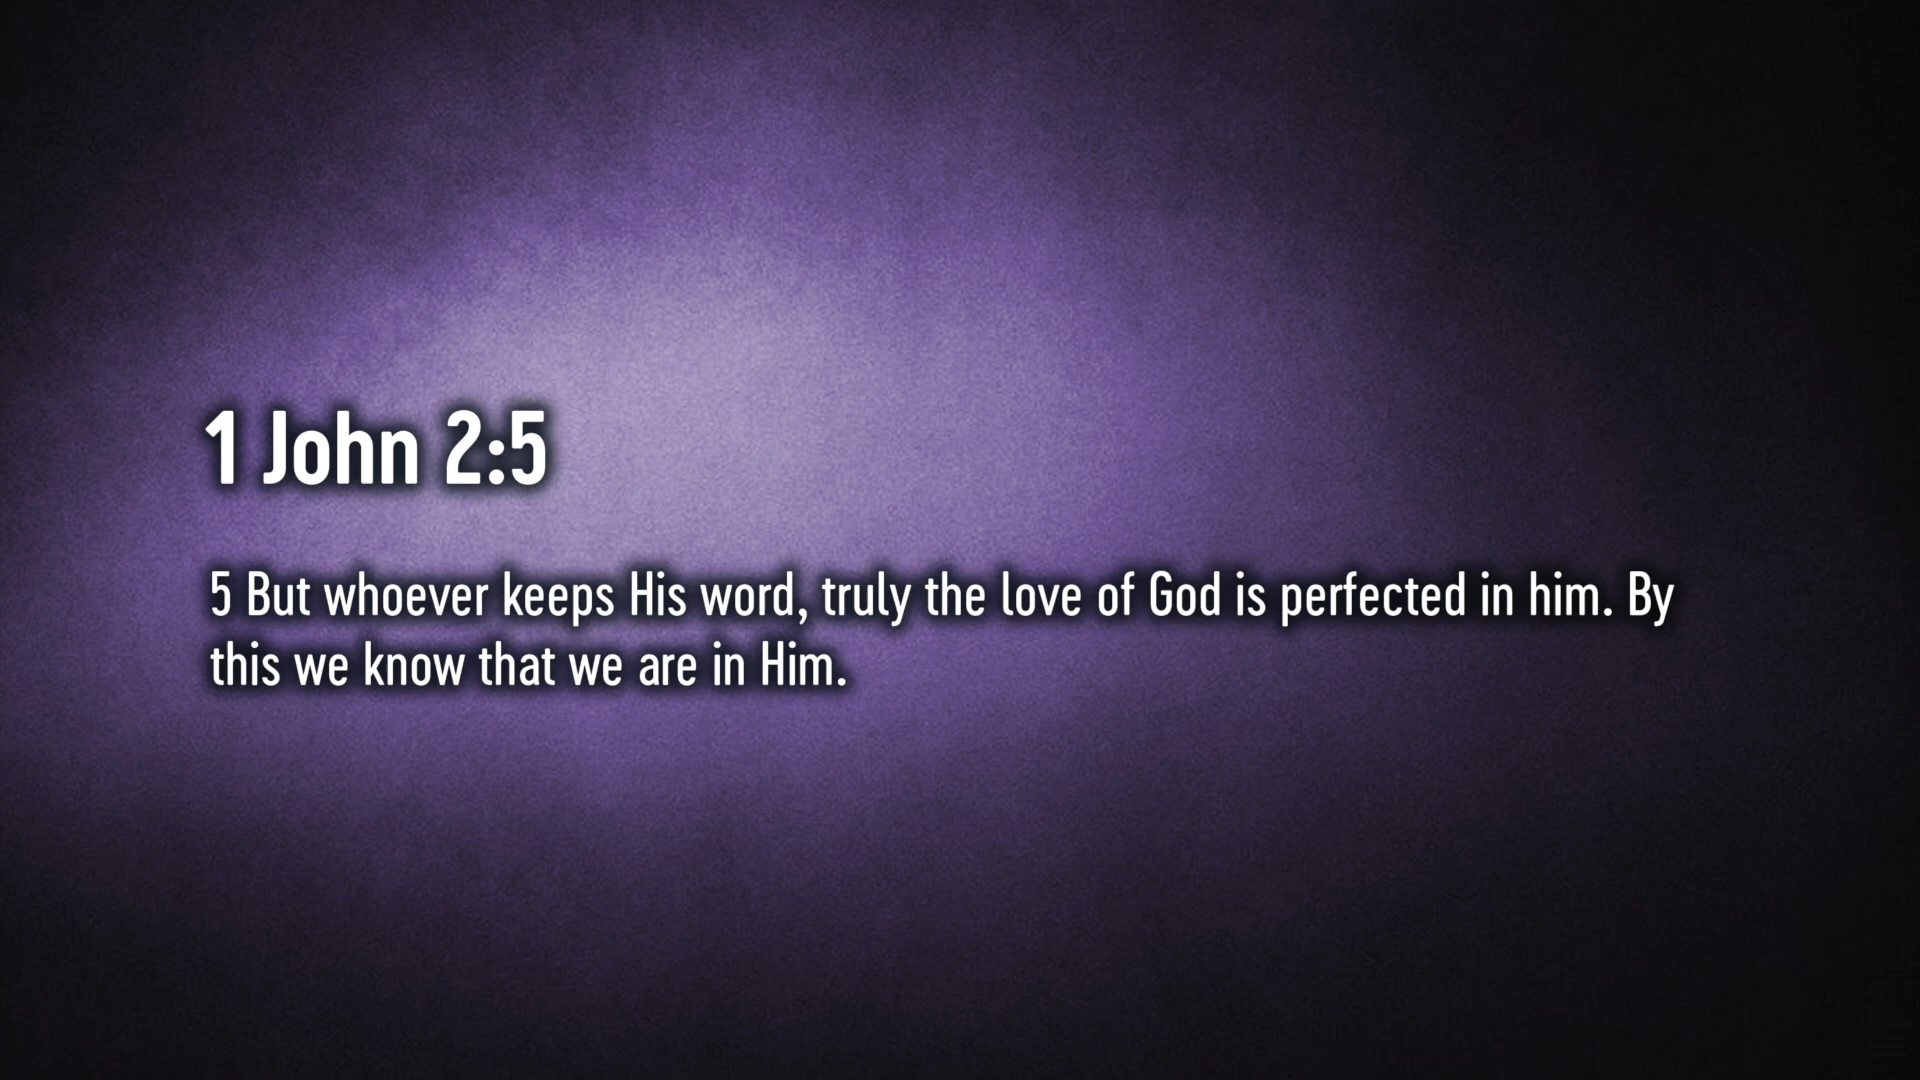 1 John 2:5
5 But whoever keeps His word, truly the love of God is perfected in him. By
this we know that we are in Him.